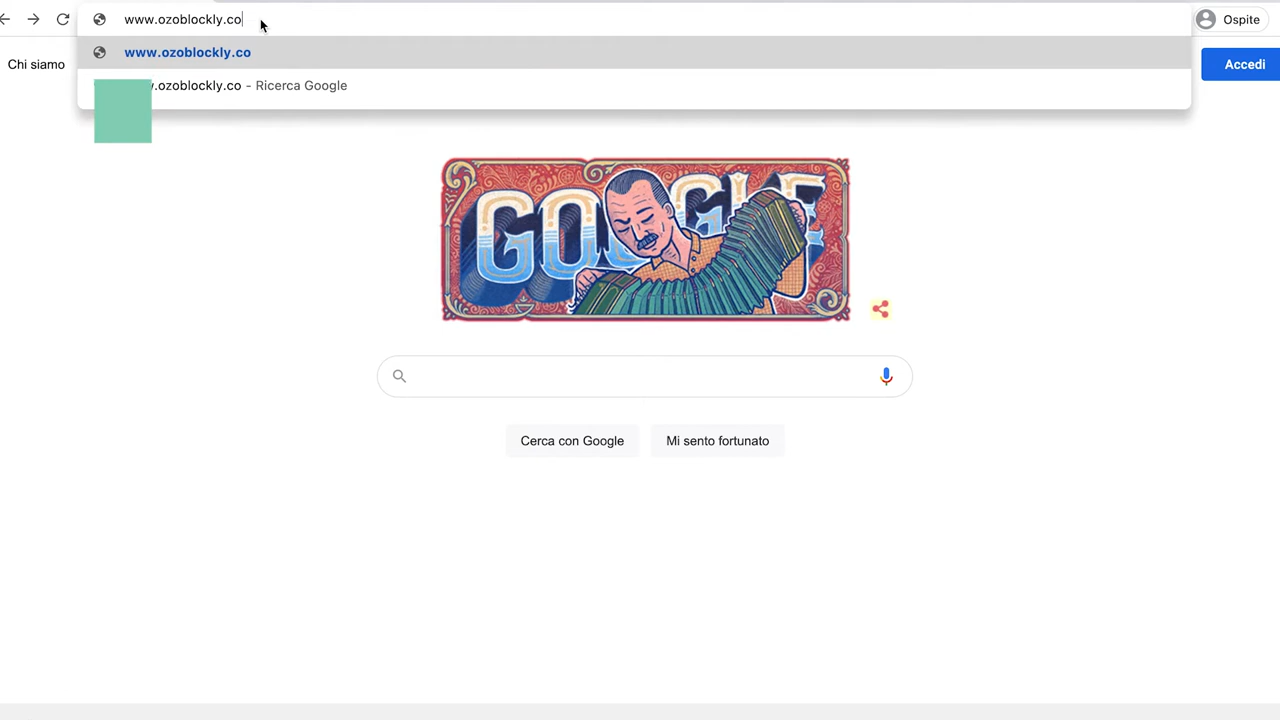 www.ozoblockly.co
Ospite
www.ozoblockly.co
Chi siamo
Accedi
.ozoblockly.co - Ricerca Google
GOOGLE
Cerca con Google
Mi sento fortunato